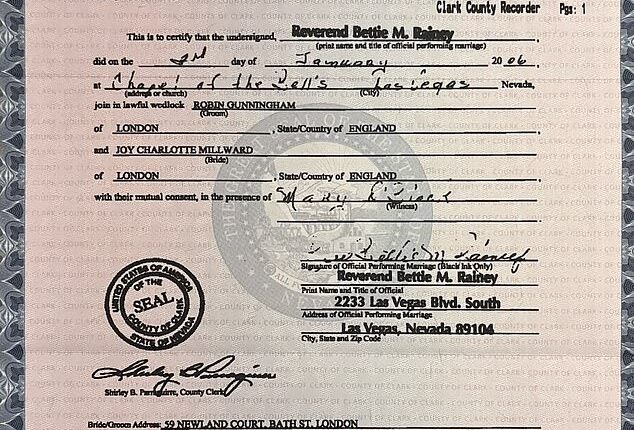 Clark County Recorder Pgs: 1
This is to certify that the undersigned, Reverend Bettie M. Rainey
(print name and title of official performing marriage)
did on the 3rd day of January 2006,
at Chapel of the Bell's Las Vegas Nevada,
(address or church) (City)
join in lawful wedlock ROBIN GUNNINGHAM
(Groom)
of LONDON , State/Country of ENGLAND ,
and JOY CHARLOTTE MILLWARD
(Bride)
of LONDON , State/Country of ENGLAND ,
with their mutual consent, in the presence of Mary
(Witness)
Rev Bettie M Rainey
Signature of Official Performing Marriage (Black Ink Only)
Reverend Bettie M. Rainey
Print Name and Title of Official
2233 Las Vegas Blvd. South
Address of Official Performing Marriage
Las Vegas, Nevada 89104
City, State and Zip Code
UNITED STATES OF AMERICA
OF THE
SEAL
COUNTY OF CLARK
STATE OF NEVADA
Shirley B. Parraguirre, County Clerk
Bride/Groom Address: 59 NEWLAND COURT, BATH ST. LONDON